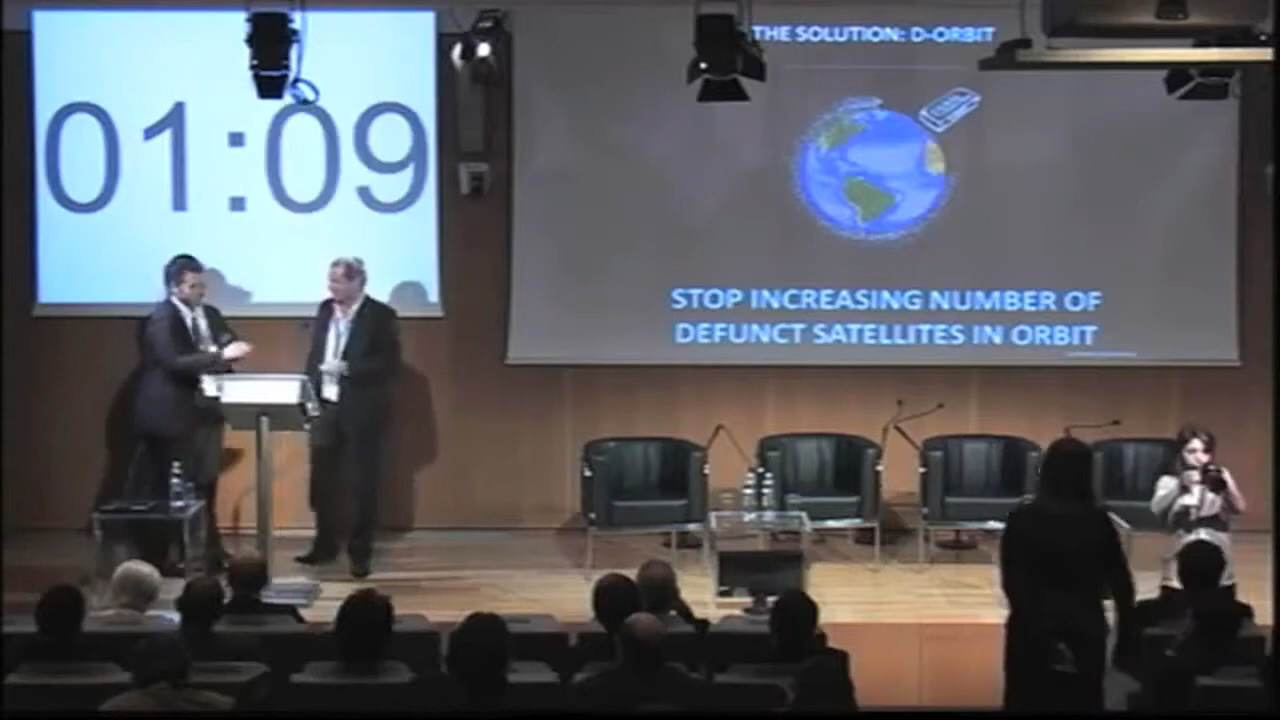 01:09
THE SOLUTION: D-ORBIT
STOP INCREASING NUMBER OF
DEFUNCT SATELLITES IN ORBIT